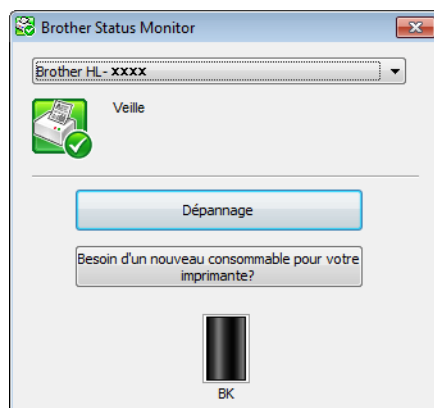 Brother Status Monitor
Brother HL- xxxx
Veille
Dépannage
Besoin d'un nouveau consommable pour votre
imprimante?
BK